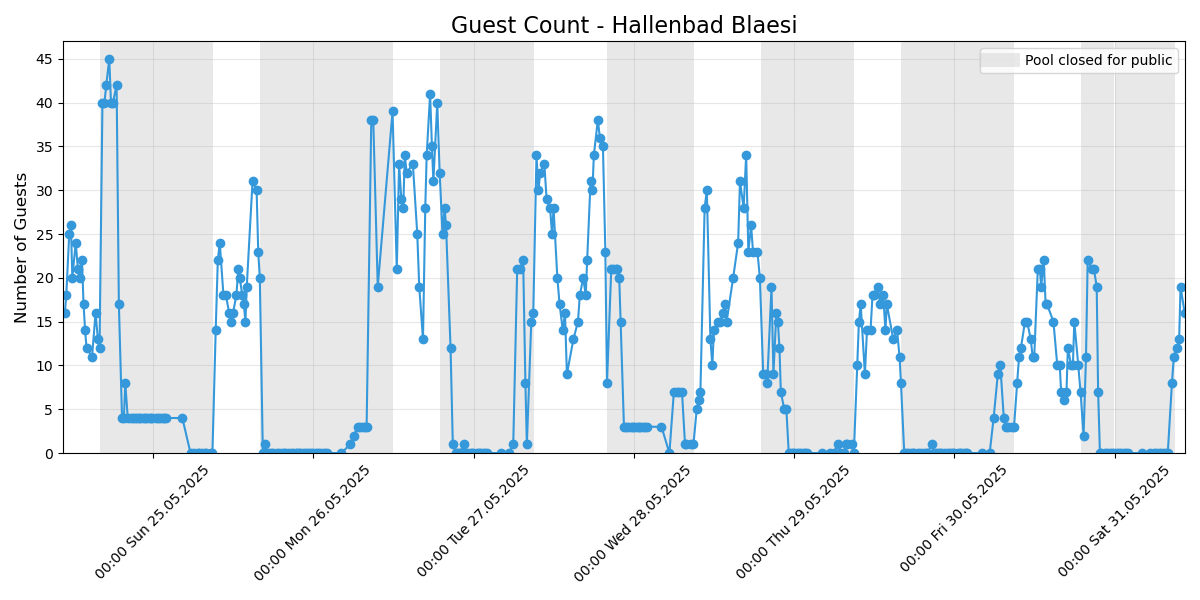 Guest Count - Hallenbad Blaesi
Pool closed for public
Number of Guests
45
40
35
30
25
20
15
10
5
0
00:00 Sun 25.05.2025
00:00 Mon 26.05.2025
00:00 Tue 27.05.2025
00:00 Wed 28.05.2025
00:00 Thu 29.05.2025
00:00 Fri 30.05.2025
00:00 Sat 31.05.2025